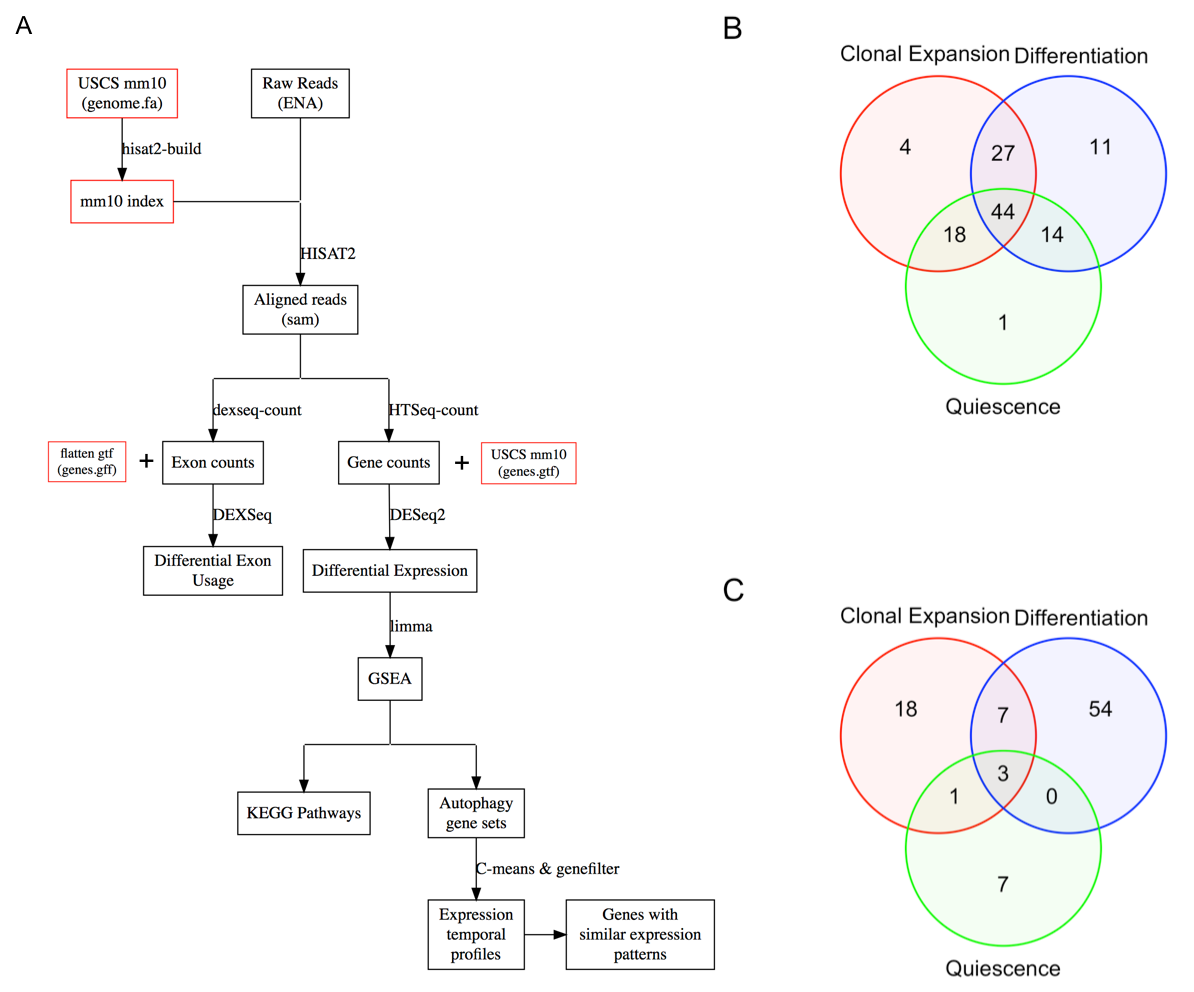 A
USCS mm10
(genome.fa)
Raw Reads
(ENA)
hisat2-build
mm10 index
HISAT2
Aligned reads
(sam)
dexseq-count
HTSeq-count
flatten gtf
(genes.gff)
+
Exon counts
Gene counts
+
USCS mm10
(genes.gtf)
DEXSeq
DESeq2
Differential Exon
Usage
Differential Expression
limma
GSEA
KEGG Pathways
Autophagy
gene sets
C-means & genefilter
Expression
temporal
profiles
Genes with
similar expression
patterns
B
Clonal Expansion
Differentiation
4
27
11
44
18
14
1
Quiescence
C
Clonal Expansion
Differentiation
18
7
54
3
1
0
7
Quiescence